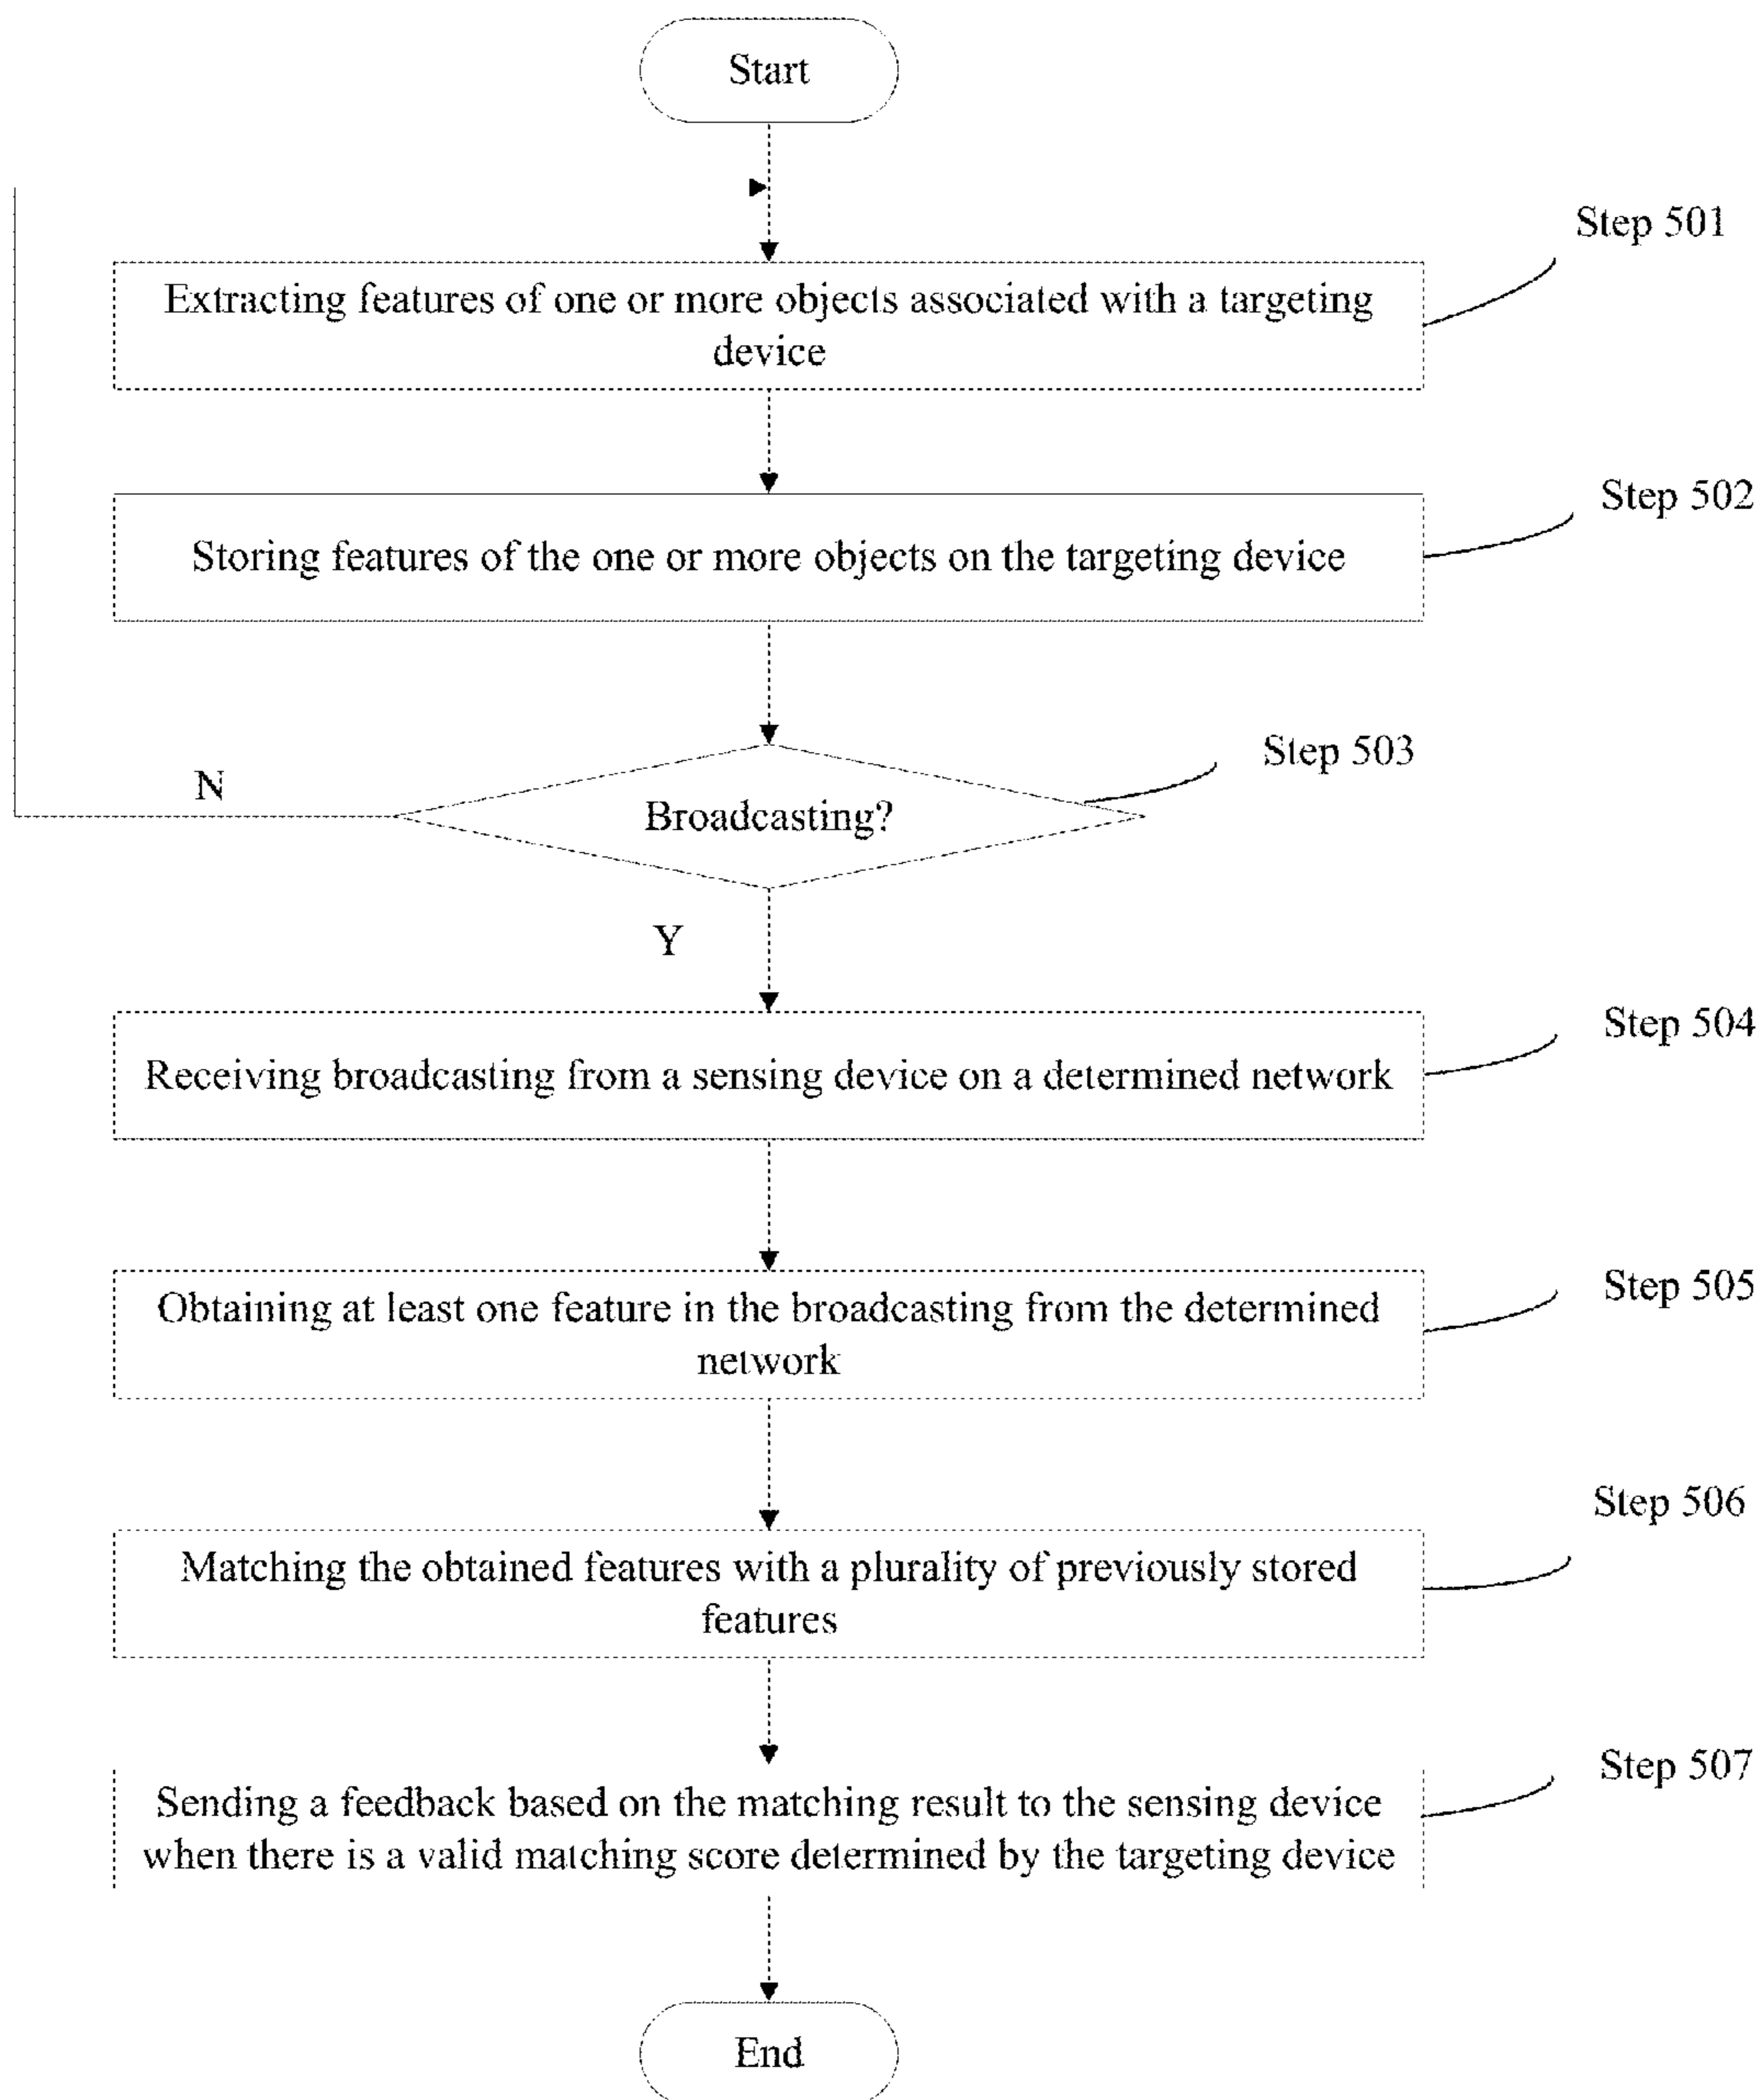 Start
Step 501
Extracting features of one or more objects associated with a targeting
device
Step 502
Storing features of the one or more objects on the targeting device
Step 503
Broadcasting?
N
Y
Step 504
Receiving broadcasting from a sensing device on a determined network
Step 505
Obtaining at least one feature in the broadcasting from the determined
network
Step 506
Matching the obtained features with a plurality of previously stored
features
Step 507
Sending a feedback based on the matching result to the sensing device
when there is a valid matching score determined by the targeting device
End